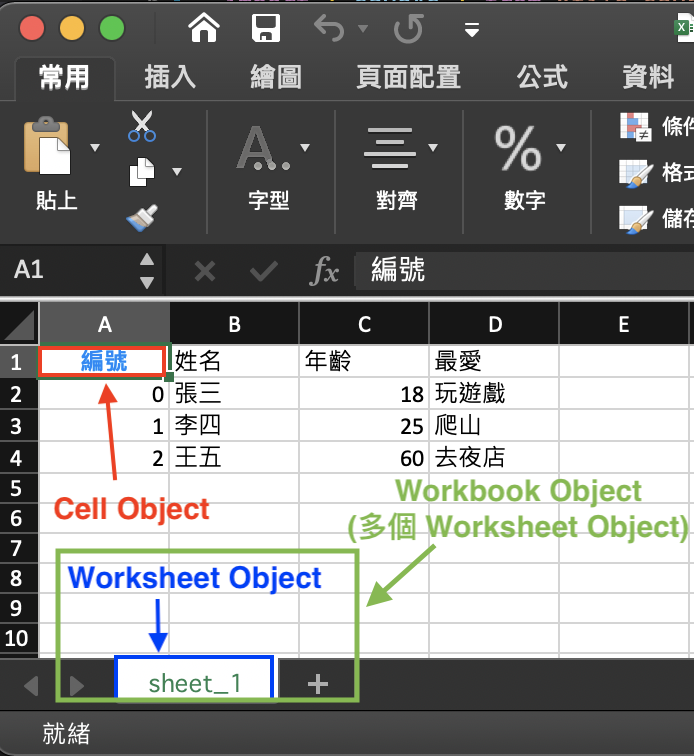 常用 插入 繪圖 頁面配置 公式 資料
貼上 字型 對齊 數字
條件
格式
儲存
A1 fx 編號
A B C D E
1 編號 姓名 年齡 最愛
2 0 張三 18 玩遊戲
3 1 李四 25 爬山
4 2 王五 60 去夜店
5
6
7
8
9
10
Cell Object
Workbook Object
(多個 Worksheet Object)
Worksheet Object
sheet_1 +
就緒